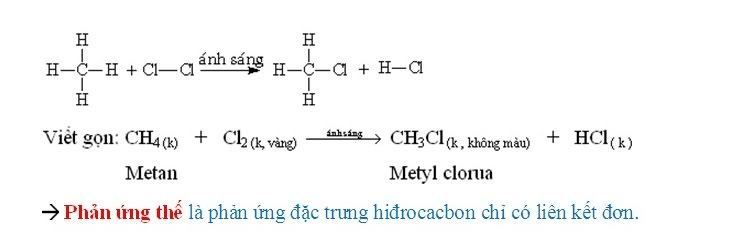 H H
H—C—H + Cl—Cl ánh sáng H—C—Cl + H—Cl
H H
Viết gọn: CH4 (k) + Cl2 (k, vàng) ánh sáng CH3Cl (k, không màu) + HCl (k)
Metan Metyl clorua
→ Phản ứng thế là phản ứng đặc trưng hiđrocacbon chỉ có liên kết đơn.